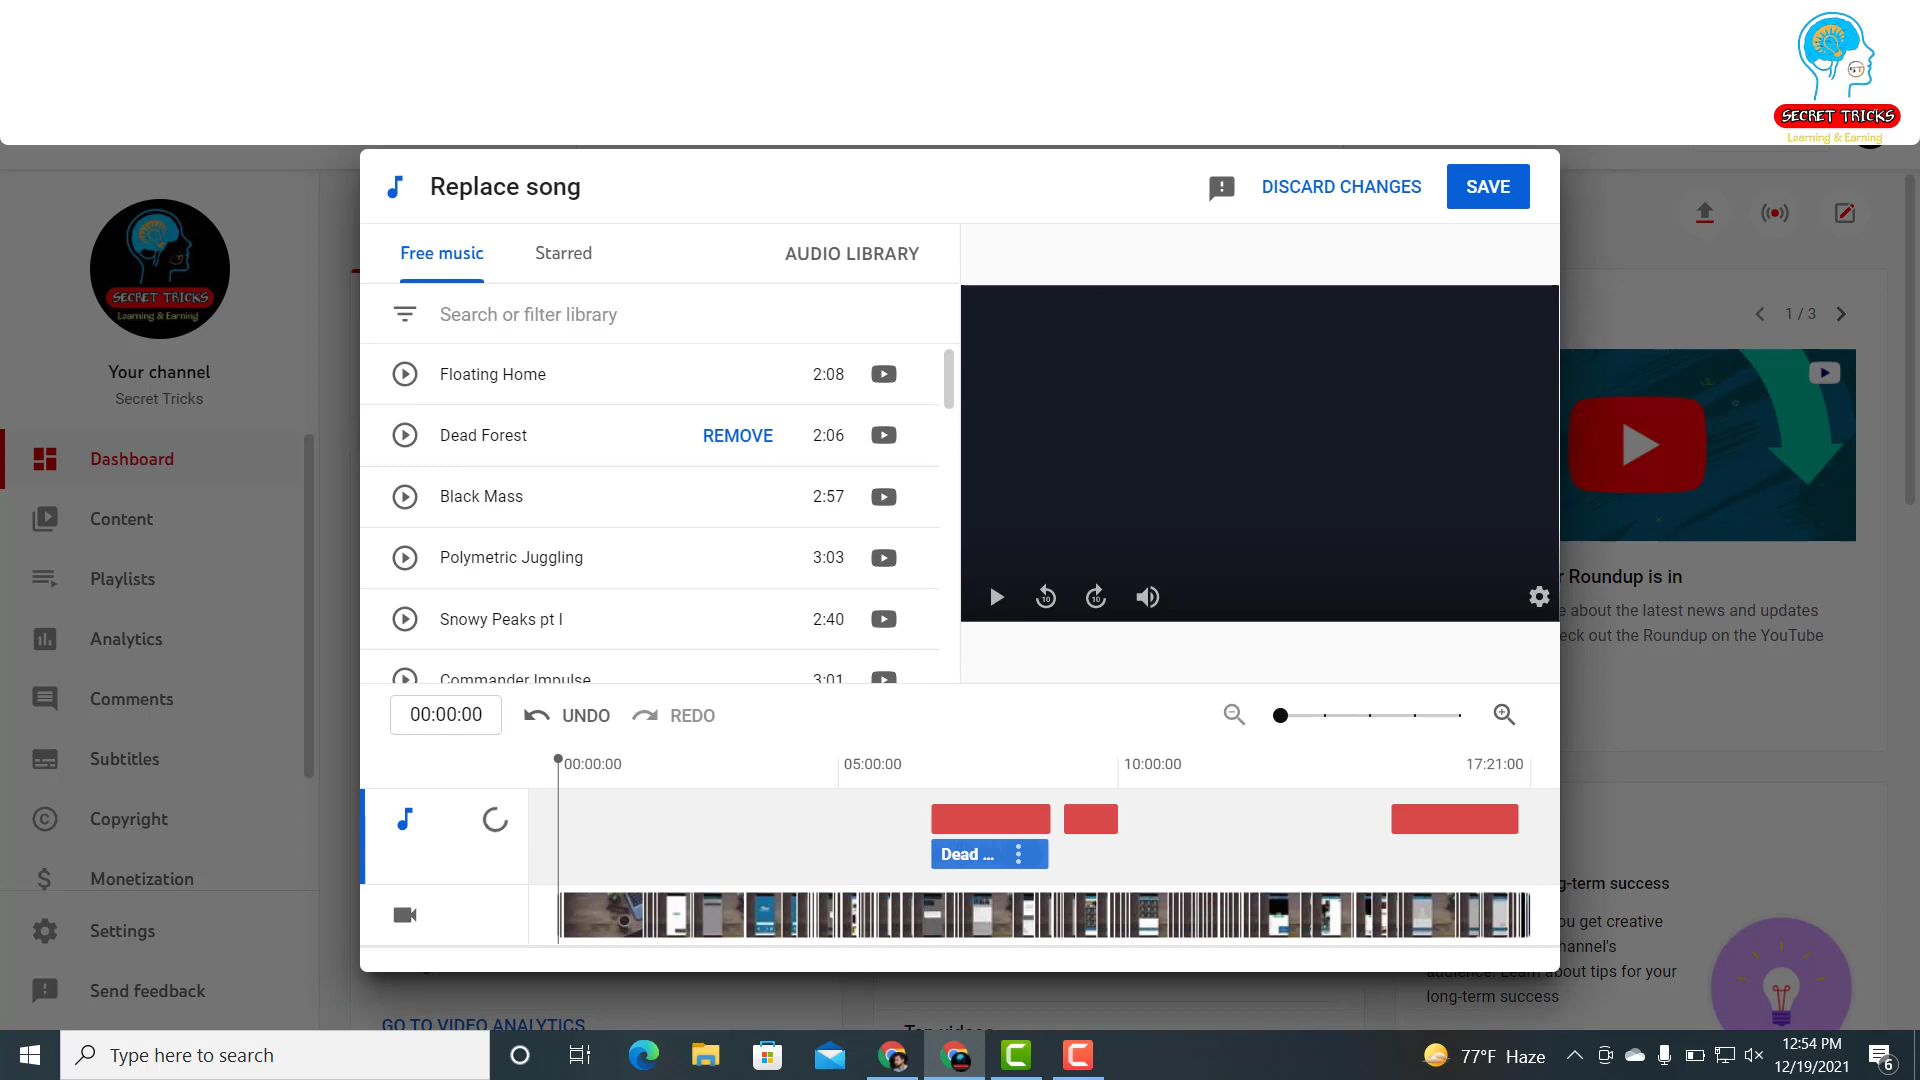 SECRET TRICKS
Learning & Earning
Replace song
DISCARD CHANGES
SAVE
Free music
Starred
AUDIO LIBRARY
Search or filter library
Floating Home
2:08
Dead Forest
REMOVE
2:06
Black Mass
2:57
Polymetric Juggling
3:03
Snowy Peaks pt I
2:40
Commander Impulse
3:01
00:00:00
UNDO
REDO
00:00:00
05:00:00
10:00:00
17:21:00
Dead ...
SECRET TRICKS
Learning & Earning
Your channel
Secret Tricks
Dashboard
Content
Playlists
Analytics
Comments
Subtitles
Copyright
Monetization
Settings
Send feedback
1 / 3
Roundup is in
about the latest news and updates
eck out the Roundup on the YouTube
g-term success
ou get creative
hannel's
audience. Learn about tips for your
long-term success
GO TO VIDEO ANALYTICS
Top videos
Type here to search
77°F Haze
12:54 PM
12/19/2021
6